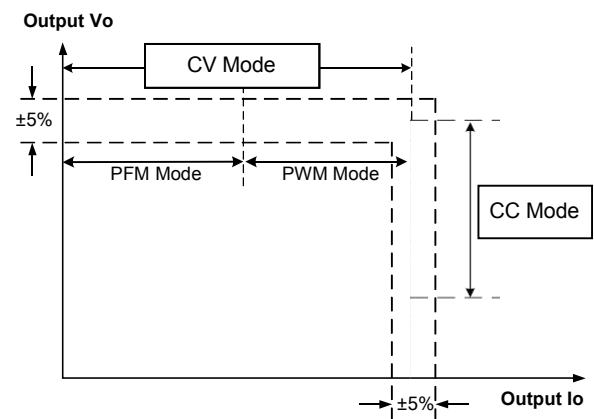 Output Vo
CV Mode
±5%
PFM Mode
PWM Mode
CC Mode
±5%
Output Io